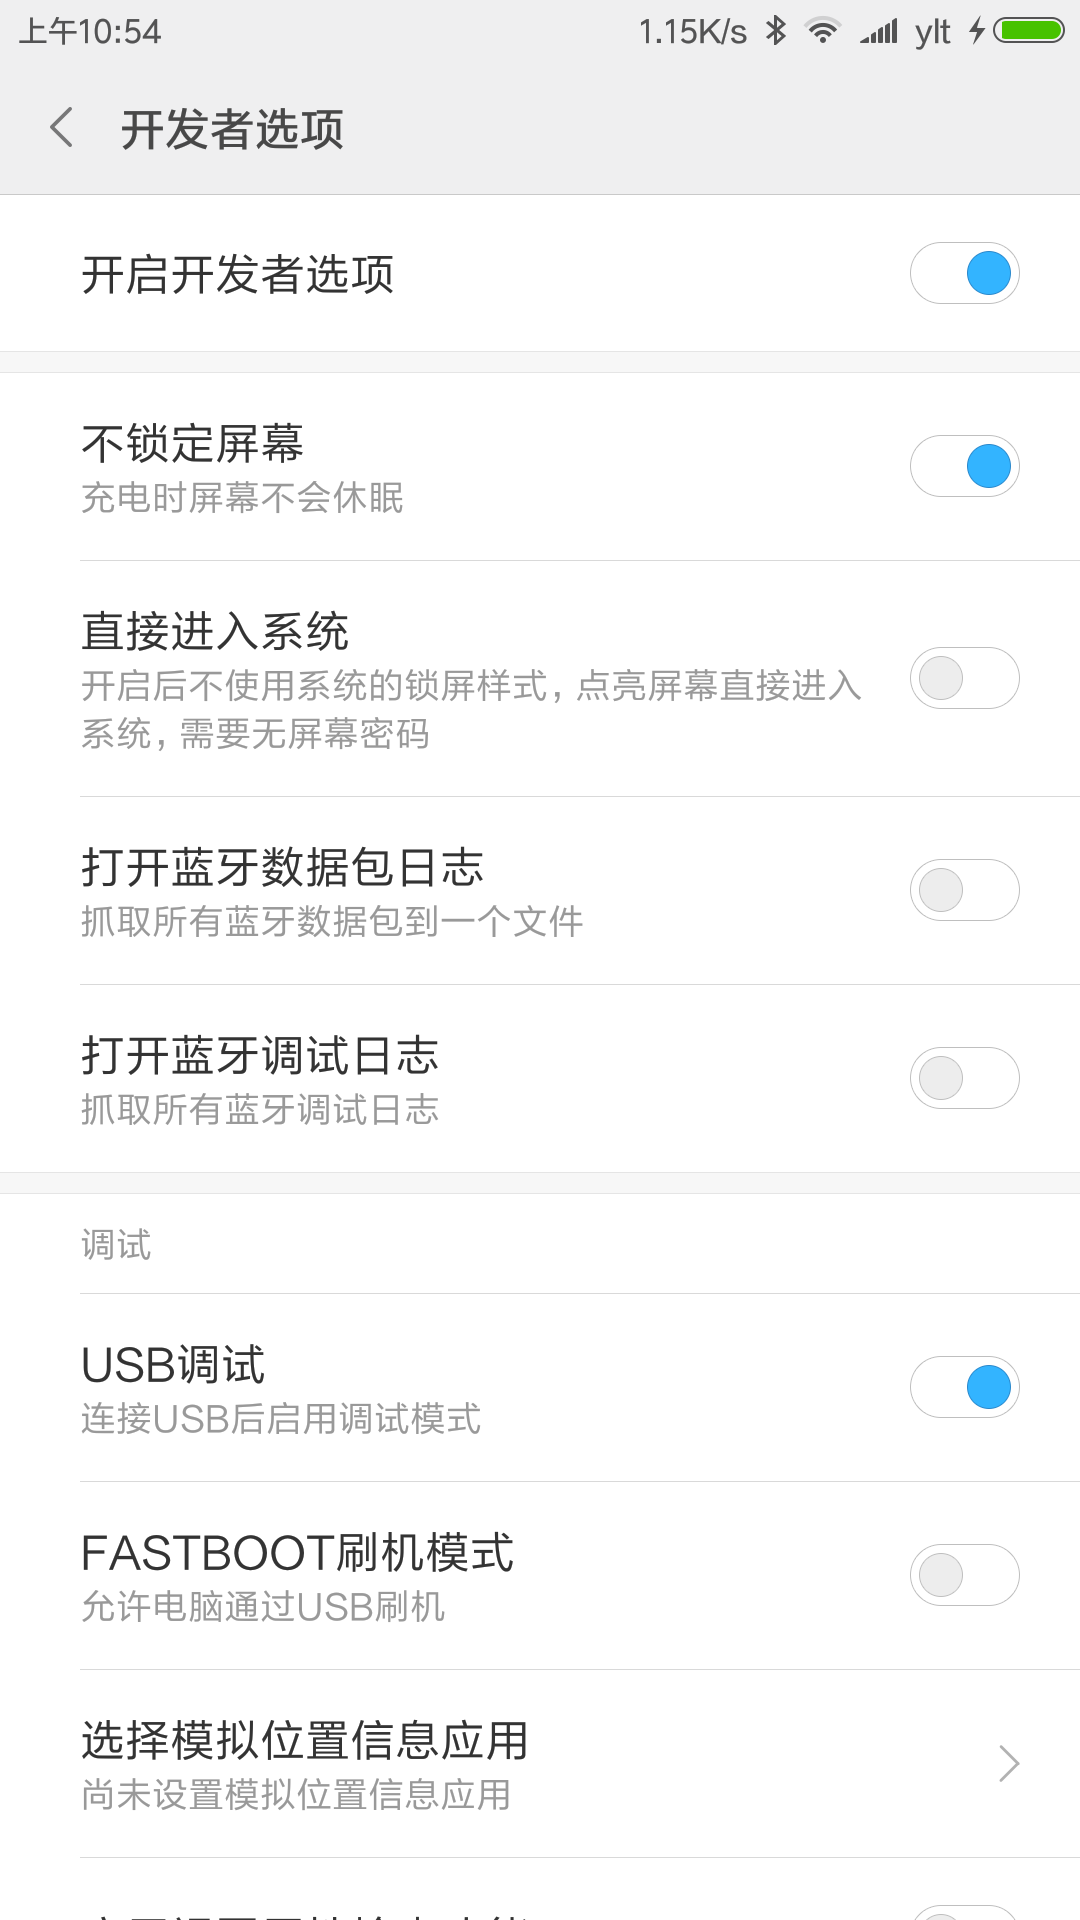 上午10:54 1.15K/s ylt
开发者选项
开启开发者选项
不锁定屏幕
充电时屏幕不会休眠
直接进入系统
开启后不使用系统的锁屏样式，点亮屏幕直接进入
系统，需要无屏幕密码
打开蓝牙数据包日志
抓取所有蓝牙数据包到一个文件
打开蓝牙调试日志
抓取所有蓝牙调试日志
调试
USB调试
连接USB后启用调试模式
FASTBOOT刷机模式
允许电脑通过USB刷机
选择模拟位置信息应用
尚未设置模拟位置信息应用